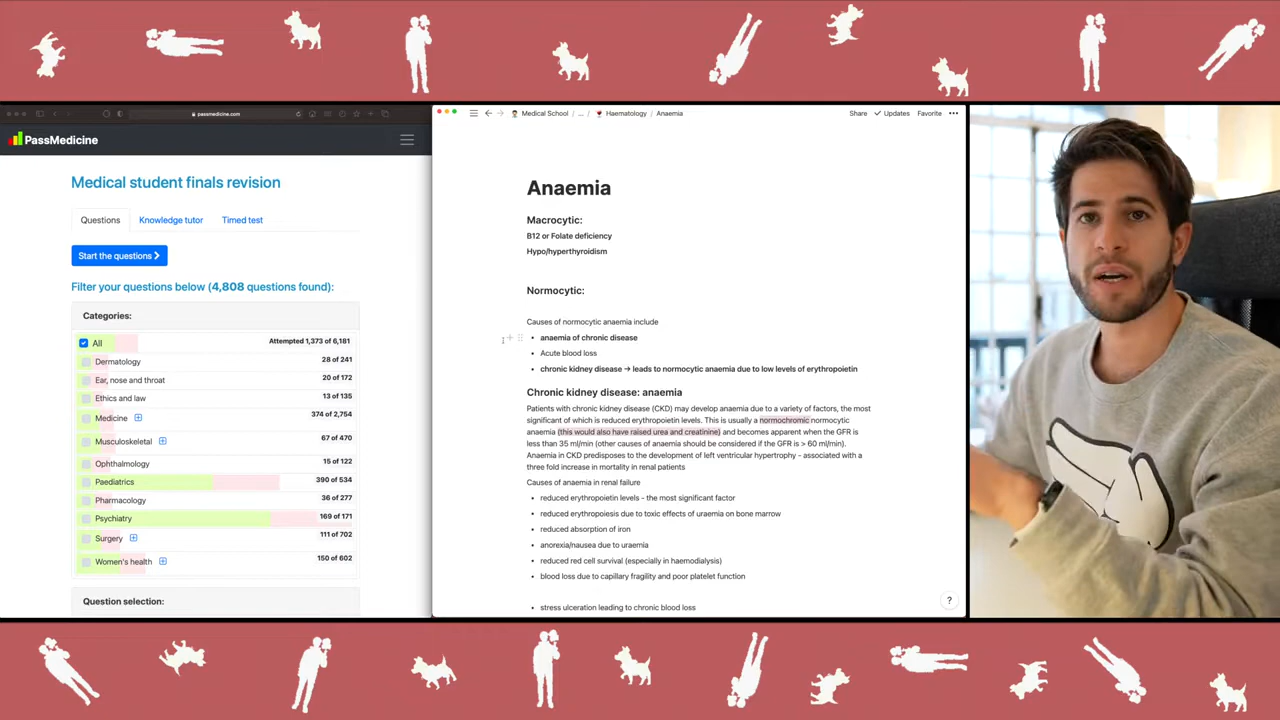 passmedicine.com
PassMedicine
Medical student finals revision
Questions
Knowledge tutor
Timed test
Start the questions
Filter your questions below (4,808 questions found):
Categories:
All
Attempted 1,373 of 6,181
Dermatology
28 of 241
Ear, nose and throat
20 of 172
Ethics and law
13 of 135
Medicine
374 of 2,754
Musculoskeletal
67 of 470
Ophthalmology
15 of 122
Paediatrics
390 of 534
Pharmacology
36 of 277
Psychiatry
169 of 171
Surgery
111 of 702
Women's health
150 of 602
Question selection:
Medical School / ... / Haematology / Anaemia
Share
Updates
Favorite
•••
Anaemia
Macrocytic:
B12 or Folate deficiency
Hypo/hyperthyroidism
Normocytic:
Causes of normocytic anaemia include
• anaemia of chronic disease
• Acute blood loss
• chronic kidney disease → leads to normocytic anaemia due to low levels of erythropoietin
Chronic kidney disease: anaemia
Patients with chronic kidney disease (CKD) may develop anaemia due to a variety of factors, the most
significant of which is reduced erythropoietin levels. This is usually a normochromic normocytic
anaemia (this would also have raised urea and creatinine) and becomes apparent when the GFR is
less than 35 ml/min (other causes of anaemia should be considered if the GFR is > 60 ml/min).
Anaemia in CKD predisposes to the development of left ventricular hypertrophy - associated with a
three fold increase in mortality in renal patients
Causes of anaemia in renal failure
• reduced erythropoietin levels - the most significant factor
• reduced erythropoiesis due to toxic effects of uraemia on bone marrow
• reduced absorption of iron
• anorexia/nausea due to uraemia
• reduced red cell survival (especially in haemodialysis)
• blood loss due to capillary fragility and poor platelet function
• stress ulceration leading to chronic blood loss
?